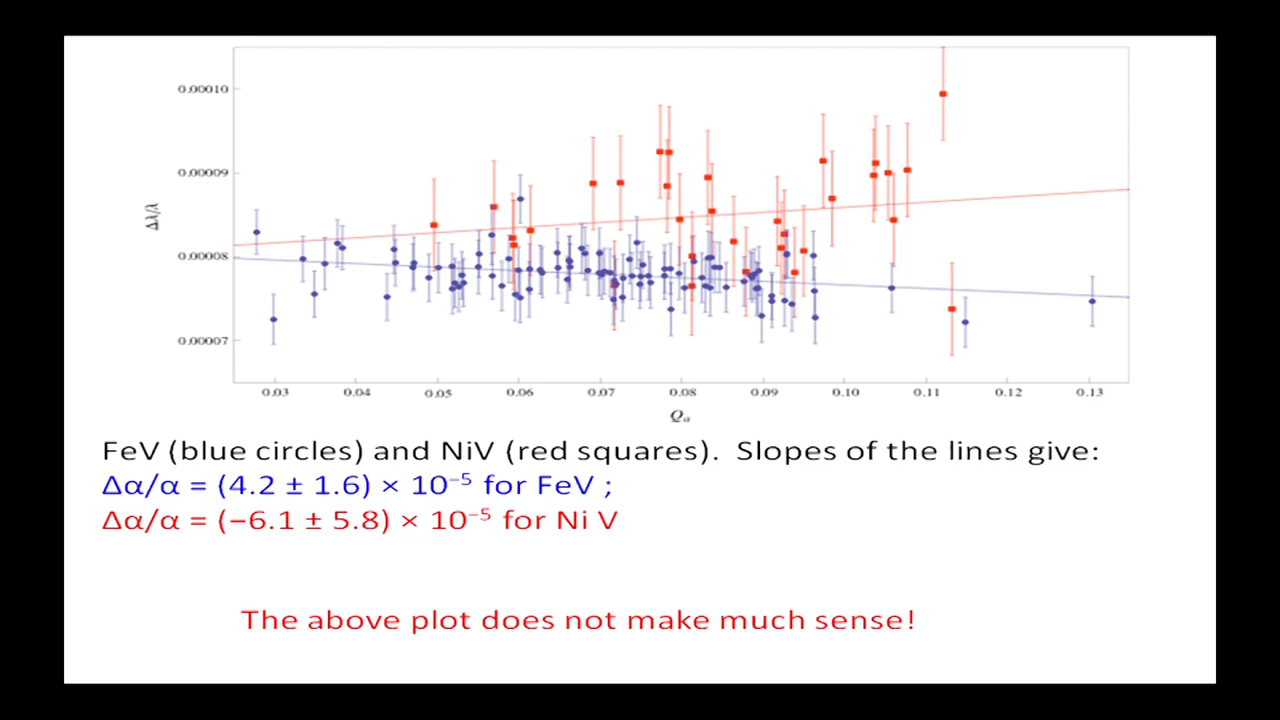 0.00010
0.00009
0.00008
0.00007
Δλ/λ
0.03 0.04 0.05 0.06 0.07 0.08 0.09 0.10 0.11 0.12 0.13
Qα
FeV (blue circles) and NiV (red squares).  Slopes of the lines give:
Δα/α = (4.2 ± 1.6) × 10⁻⁵ for FeV ;
Δα/α = (−6.1 ± 5.8) × 10⁻⁵ for Ni V
The above plot does not make much sense!